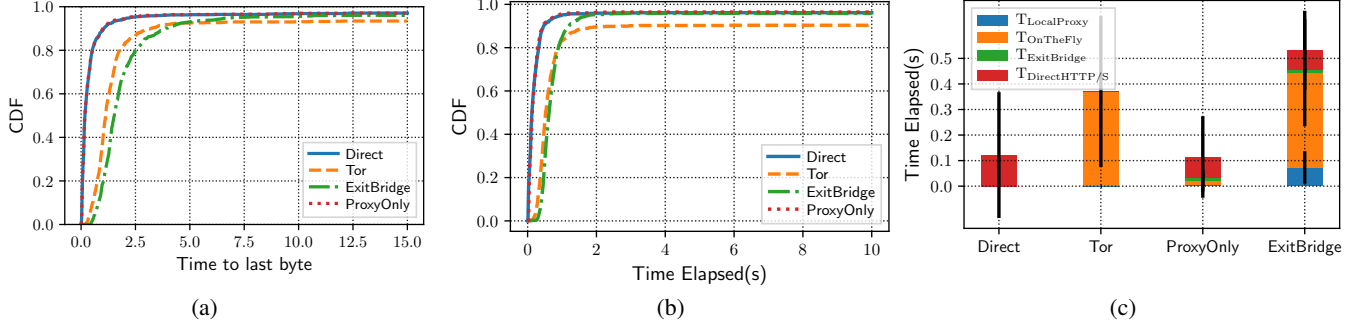 1.0
0.8
0.6
0.4
0.2
0.0
CDF
Direct
Tor
ExitBridge
ProxyOnly
0.0 2.5 5.0 7.5 10.0 12.5 15.0
Time to last byte
(a)
1.0
0.8
0.6
0.4
0.2
0.0
CDF
Direct
Tor
ExitBridge
ProxyOnly
0 2 4 6 8 10
Time Elapsed(s)
(b)
T_LocalProxy
T_OnTheFly
T_ExitBridge
T_DirectHTTP/S
0.5
0.4
0.3
0.2
0.1
0.0
Time Elapsed(s)
Direct Tor ProxyOnly ExitBridge
(c)